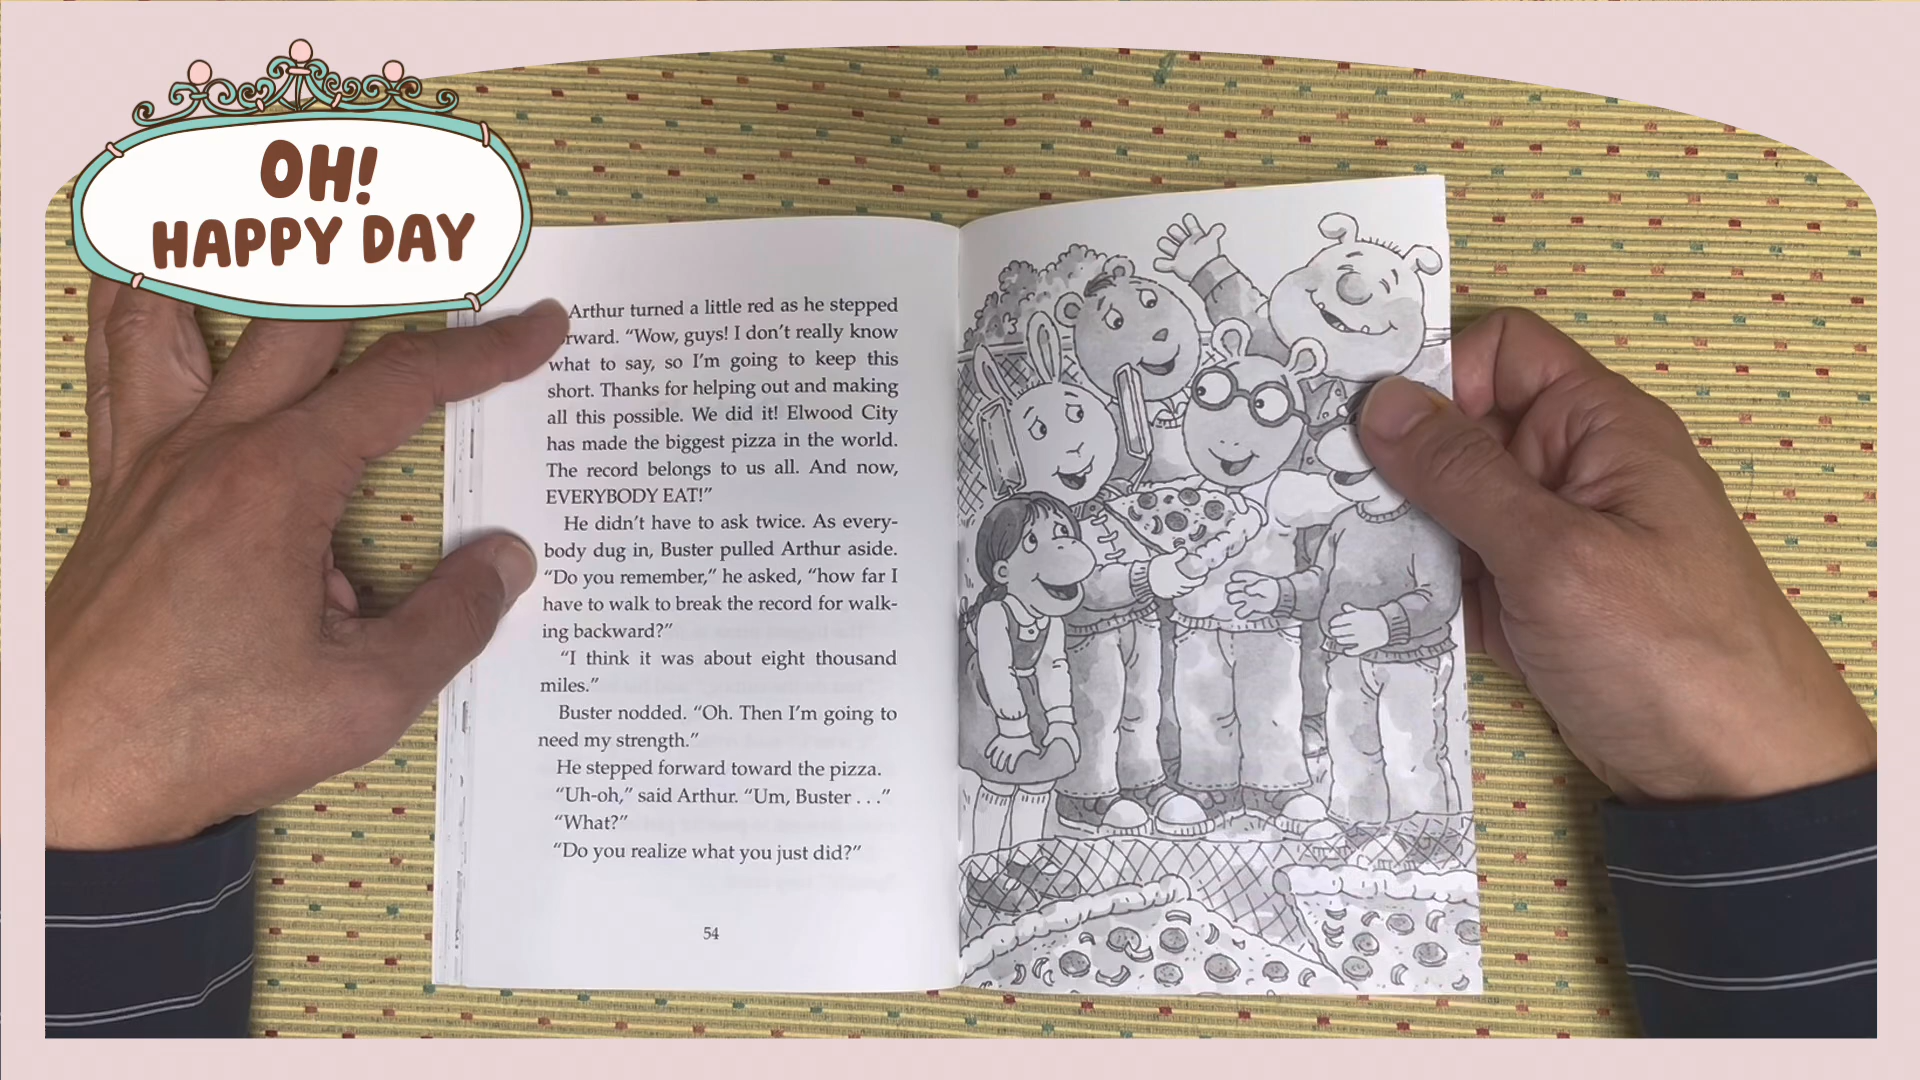 OH!
HAPPY DAY
Arthur turned a little red as he stepped
rward. “Wow, guys! I don’t really know
what to say, so I’m going to keep this
short. Thanks for helping out and making
all this possible. We did it! Elwood City
has made the biggest pizza in the world.
The record belongs to us all. And now,
EVERYBODY EAT!”
He didn’t have to ask twice. As every-
body dug in, Buster pulled Arthur aside.
“Do you remember,” he asked, “how far I
have to walk to break the record for walk-
ing backward?”
“I think it was about eight thousand
miles.”
Buster nodded. “Oh. Then I’m going to
need my strength.”
He stepped forward toward the pizza.
“Uh-oh,” said Arthur. “Um, Buster . . .”
“What?”
“Do you realize what you just did?”
54